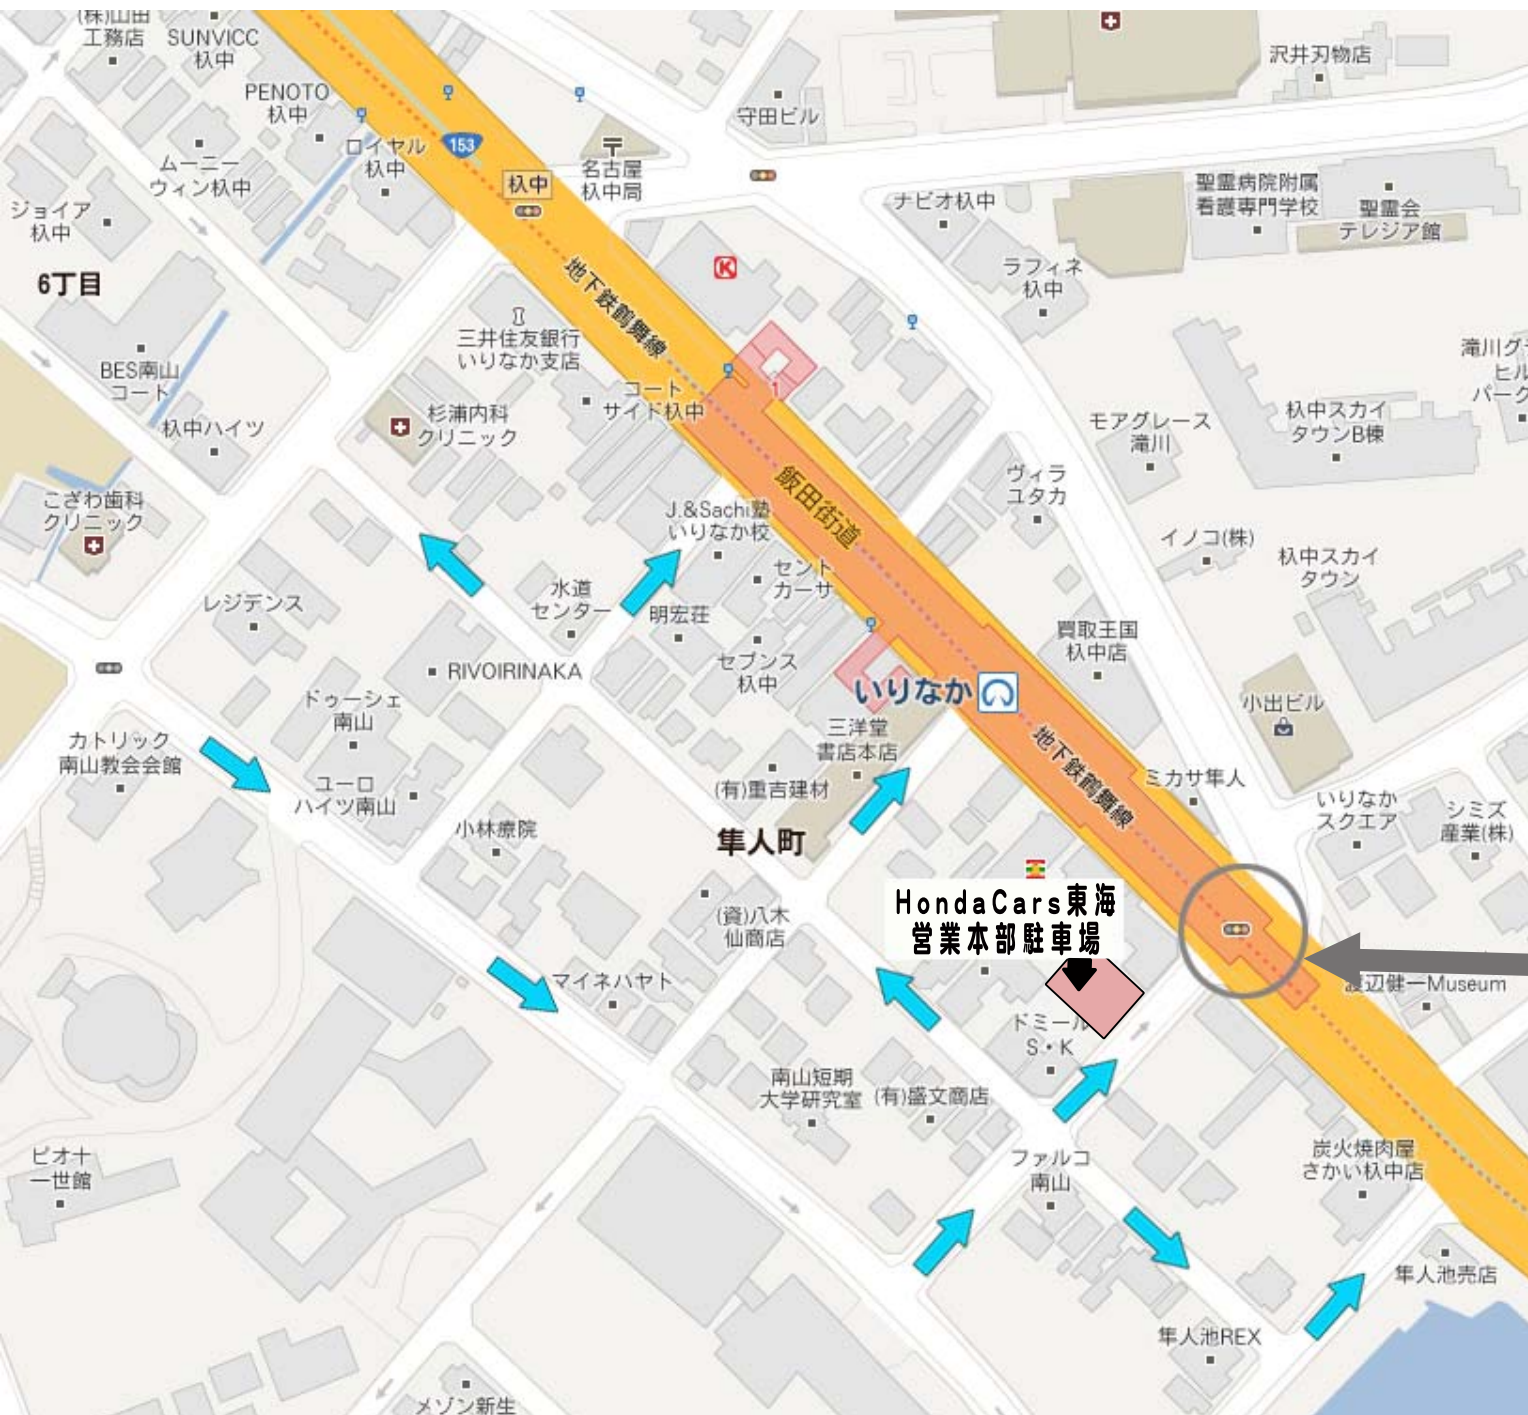 (株)山田
工務店
SUNVICC
杁中
PENOTO
杁中
ムーニー
ウィン杁中
ロイヤル
杁中
153
杁中
名古屋
杁中局
守田ビル
沢井刃物店
ジョイア
杁中
6丁目
BES南山
コート
杁中ハイツ
三井住友銀行
いりなか支店
コート
サイド杁中
杉浦内科
クリニック
地下鉄鶴舞線
K
1
ナビオ杁中
ラフィネ
杁中
聖霊病院附属
看護専門学校
聖霊会
テレジア館
滝川グ
ヒル
パーク
モアグレース
滝川
杁中スカイ
タウンB棟
ヴィラ
ユタカ
イノコ(株)
杁中スカイ
タウン
飯田街道
こざわ歯科
クリニック
J.&Sachi塾
いりなか校
セント
カーサ
水道
センター
明宏荘
セブンス
杁中
レジデンス
RIVOIRINAKA
ドゥーシェ
南山
ユーロ
ハイツ南山
カトリック
南山教会会館
小林療院
いりなか
三洋堂
書店本店
(有)重吉建材
隼人町
買取王国
杁中店
小出ビル
地下鉄鶴舞線
ミカサ隼人
いりなか
スクエア
シミズ
産業(株)
HondaCars東海
営業本部駐車場
(資)八木
仙商店
マイネハヤト
渡辺健一Museum
ドミール
S・K
南山短期
大学研究室
(有)盛文商店
ファルコ
南山
炭火焼肉屋
さかい杁中店
ピオ十
一世館
隼人池売店
隼人池REX
メゾン新生